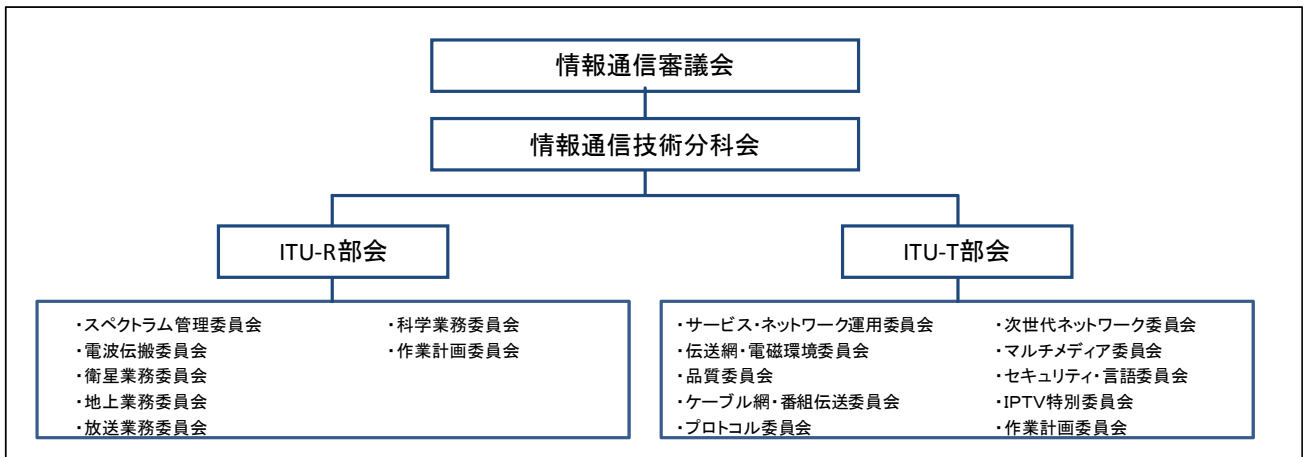 情報通信審議会
情報通信技術分科会
ITU-R部会
ITU-T部会
・スペクトラム管理委員会
・電波伝搬委員会
・衛星業務委員会
・地上業務委員会
・放送業務委員会
・科学業務委員会
・作業計画委員会
・サービス・ネットワーク運用委員会
・伝送網・電磁環境委員会
・品質委員会
・ケーブル網・番組伝送委員会
・プロトコル委員会
・次世代ネットワーク委員会
・マルチメディア委員会
・セキュリティ・言語委員会
・IPTV特別委員会
・作業計画委員会